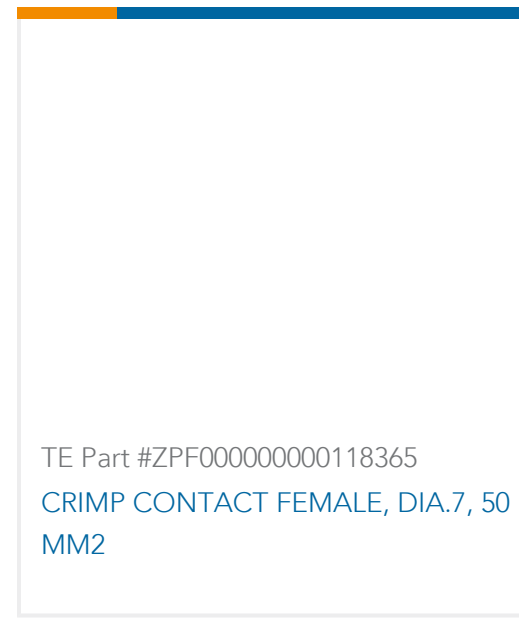 TE Part #ZPF000000000118365
CRIMP CONTACT FEMALE, DIA.7, 50
MM2